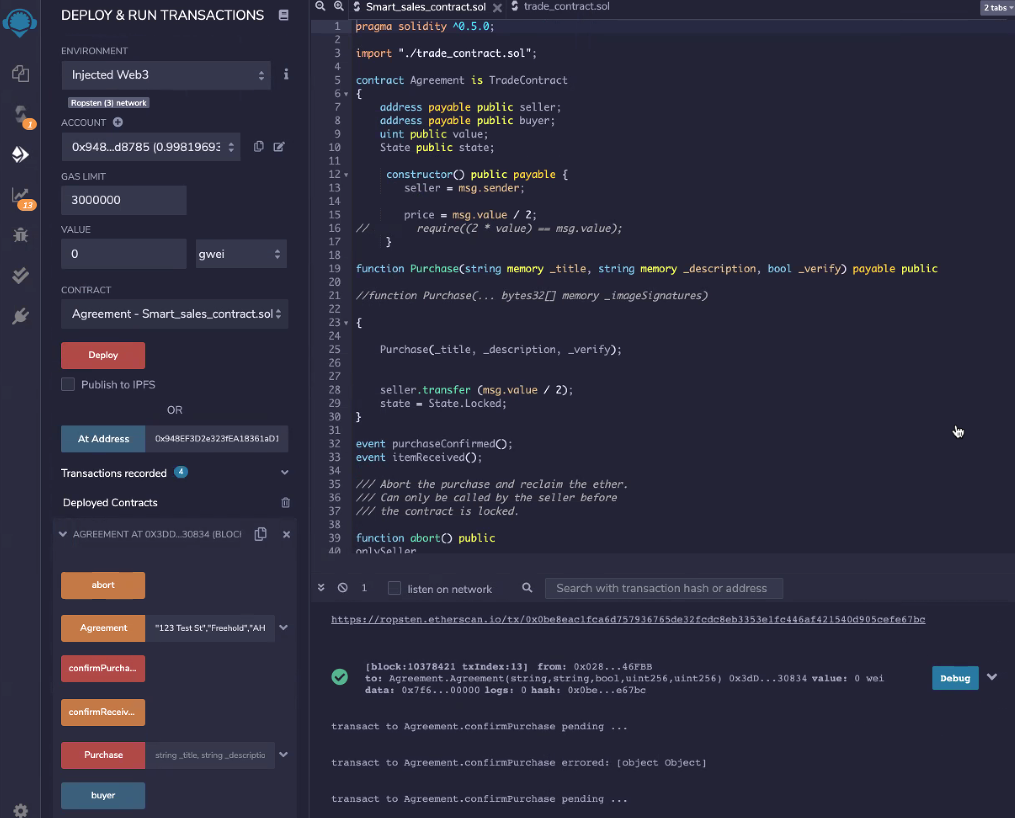 DEPLOY & RUN TRANSACTIONS
ENVIRONMENT
Injected Web3
Ropsten (3) network
ACCOUNT
0x948...d8785 (0.99819693
GAS LIMIT
3000000
VALUE
0
gwei
CONTRACT
Agreement - Smart_sales_contract.sol
Deploy
Publish to IPFS
OR
At Address
0x948EF3D2e323fEA18361aD1
Transactions recorded 4
Deployed Contracts
AGREEMENT AT 0X3DD...30834 (BLOC
abort
Agreement
"123 Test St","Freehold","AH
confirmPurcha...
confirmReceiv...
Purchase
string _title, string _descriptio
buyer
1
13
Smart_sales_contract.sol
trade_contract.sol
2 tabs
1 pragma solidity ^0.5.0;
2
3 import "./trade_contract.sol";
4
5 contract Agreement is TradeContract
6 {
7 address payable public seller;
8 address payable public buyer;
9 uint public value;
10 State public state;
11
12 constructor() public payable {
13 seller = msg.sender;
14
15 price = msg.value / 2;
16 // require((2 * value) == msg.value);
17 }
18
19 function Purchase(string memory _title, string memory _description, bool _verify) payable public
20
21 //function Purchase(... bytes32[] memory _imageSignatures)
22
23 {
24
25 Purchase(_title, _description, _verify);
26
27
28 seller.transfer (msg.value / 2);
29 state = State.Locked;
30 }
31
32 event purchaseConfirmed();
33 event itemReceived();
34
35 /// Abort the purchase and reclaim the ether.
36 /// Can only be called by the seller before
37 /// the contract is locked.
38
39 function abort() public
40 onlySeller
1
listen on network
Search with transaction hash or address
https://ropsten.etherscan.io/tx/0x0be8eac1fca6d757936765de32fcdc8eb3353e1fc446af421540d905cefe67bc
[block:10378421 txIndex:13] from: 0x028...46FBB
to: Agreement.Agreement(string,string,bool,uint256,uint256) 0x3dD...30834 value: 0 wei
data: 0x7f6...00000 logs: 0 hash: 0x0be...e67bc
Debug
transact to Agreement.confirmPurchase pending ...
transact to Agreement.confirmPurchase errored: [object Object]
transact to Agreement.confirmPurchase pending ...